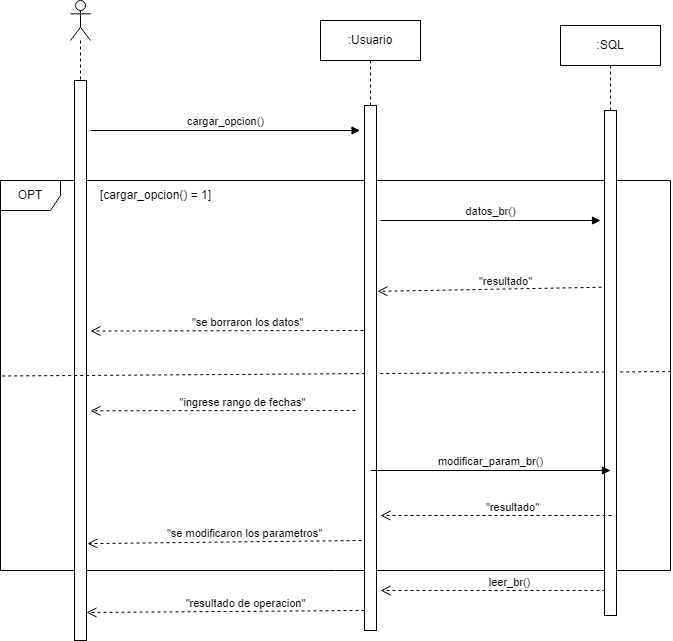 :Usuario
:SQL
cargar_opcion()
OPT
[cargar_opcion() = 1]
datos_br()
"resultado"
"se borraron los datos"
"ingrese rango de fechas"
modificar_param_br()
"resultado"
"se modificaron los parametros"
leer_br()
"resultado de operacion"